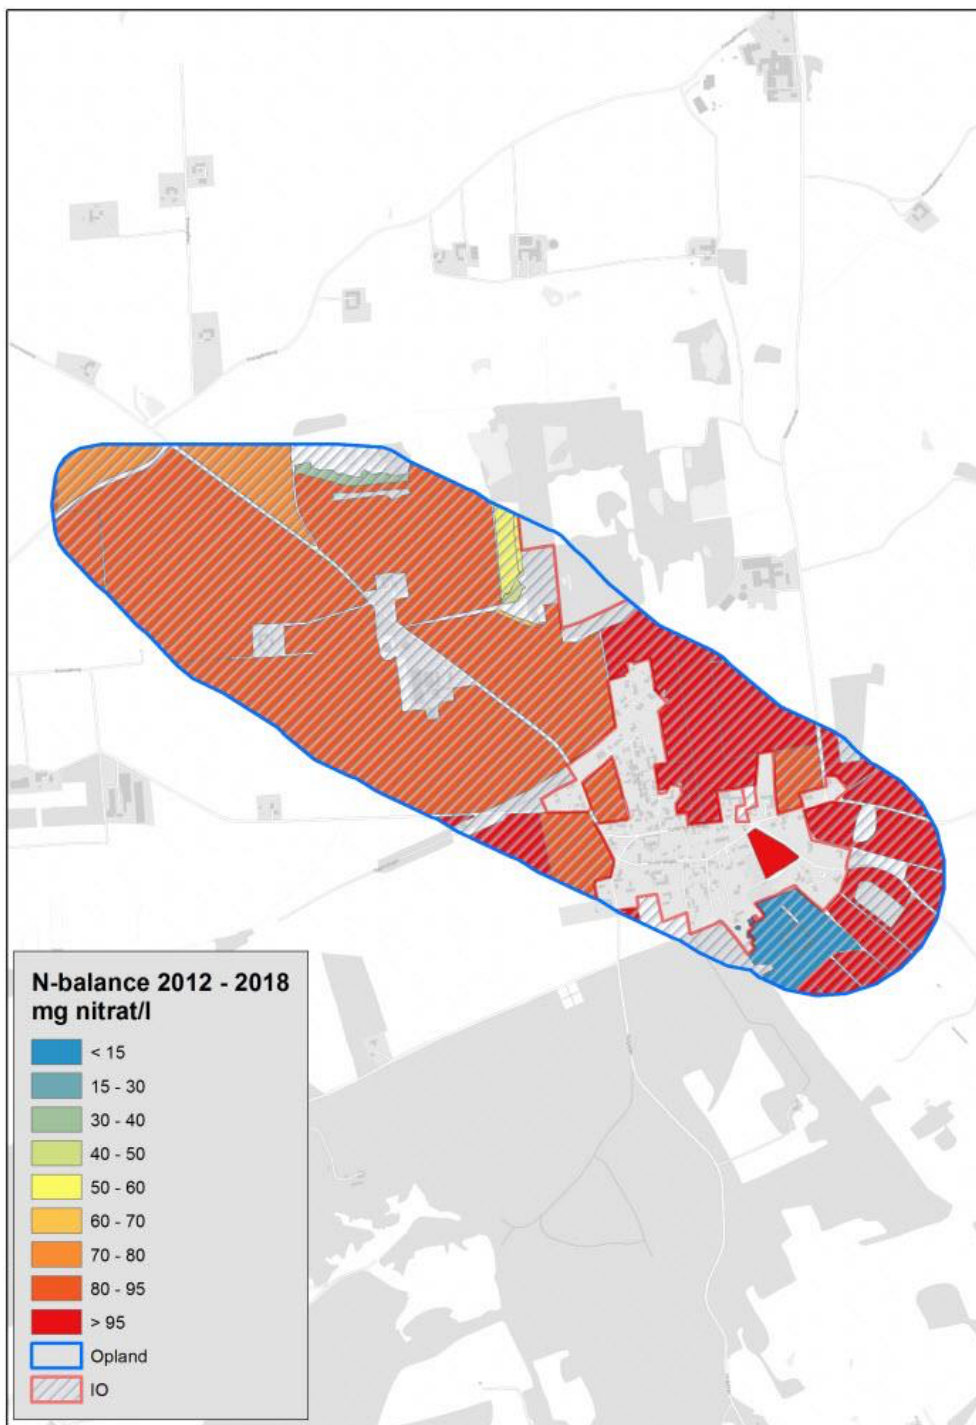 N-balance 2012 - 2018
mg nitrat/l
< 15
15 - 30
30 - 40
40 - 50
50 - 60
60 - 70
70 - 80
80 - 95
> 95
Opland
IO